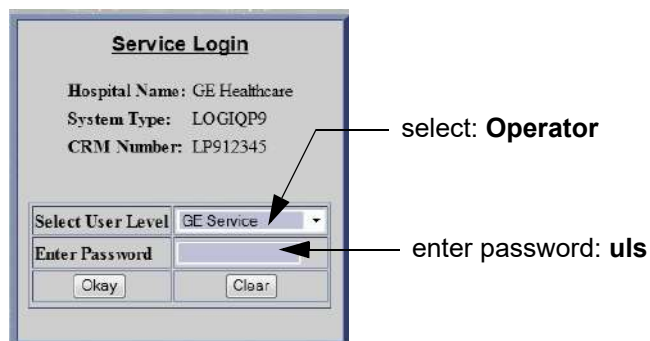 Service Login
Hospital Name: GE Healthcare
System Type: LOGIQP9
CRM Number: LP912345
select: Operator
Select User Level GE Service
Enter Password
enter password: uls
Okay Clear